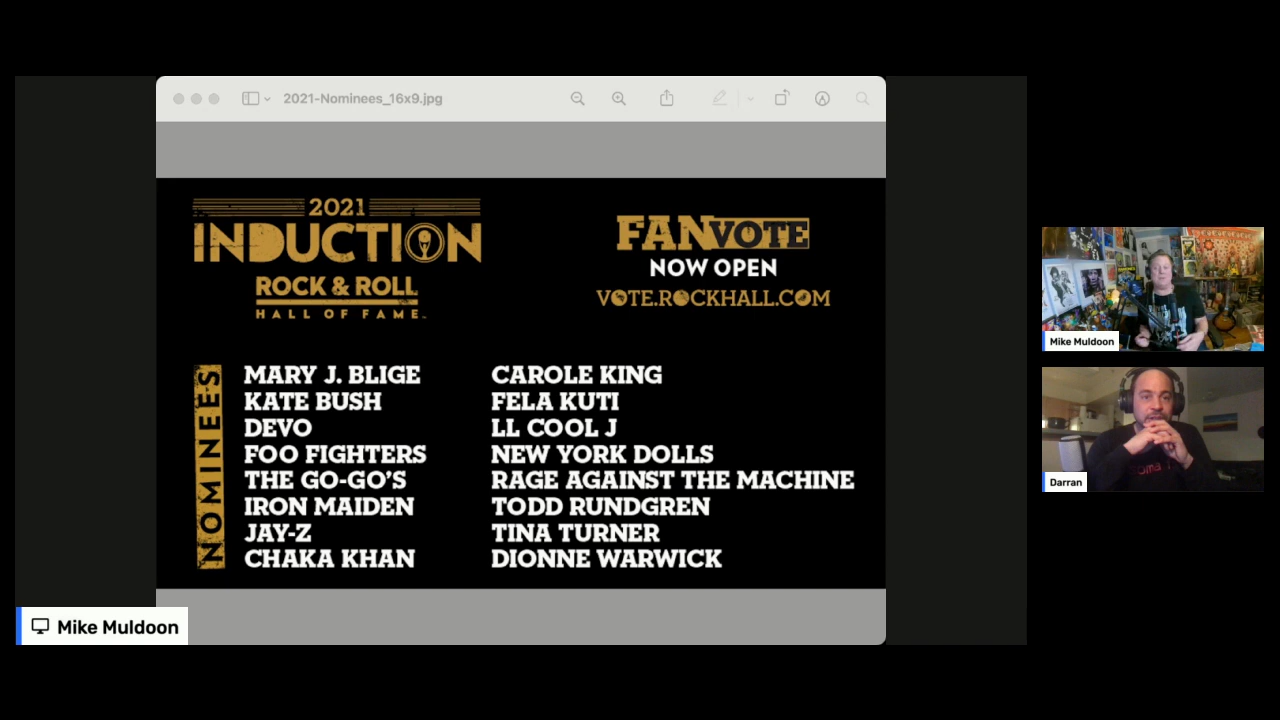 2021-Nominees_16x9.jpg
2021
INDUCTION
ROCK & ROLL
HALL OF FAME
FANVOTE
NOW OPEN
VOTE.ROCKHALL.COM
NOMINEES
MARY J. BLIGE
KATE BUSH
DEVO
FOO FIGHTERS
THE GO-GO'S
IRON MAIDEN
JAY-Z
CHAKA KHAN
CAROLE KING
FELA KUTI
LL COOL J
NEW YORK DOLLS
RAGE AGAINST THE MACHINE
TODD RUNDGREN
TINA TURNER
DIONNE WARWICK
Mike Muldoon
Mike Muldoon
Darran